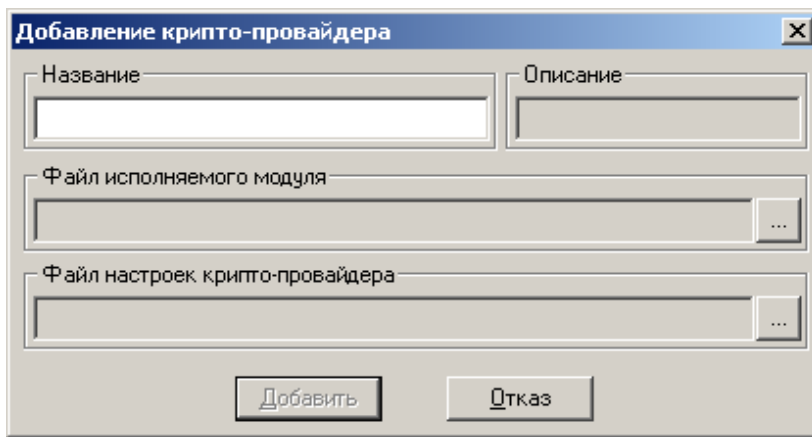 Добавление крипто-провайдера
Название Описание
Файл исполняемого модуля
...
Файл настроек крипто-провайдера
...
Добавить Отказ